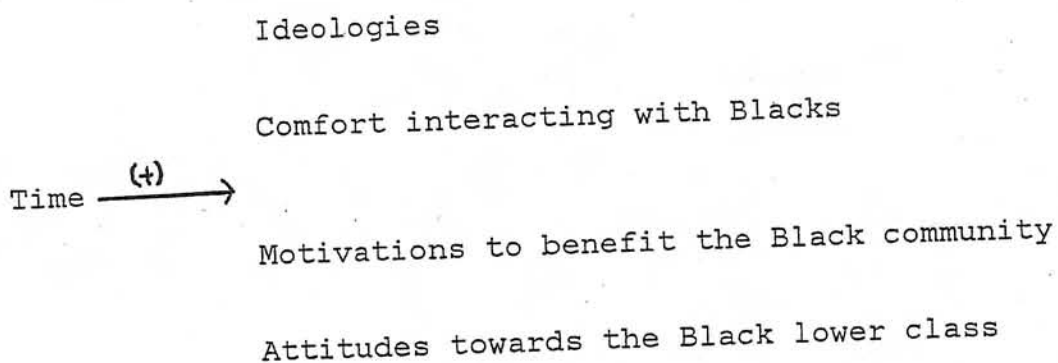 Ideologies
Comfort interacting with Blacks
(+)
Time
Motivations to benefit the Black community
Attitudes towards the Black lower class